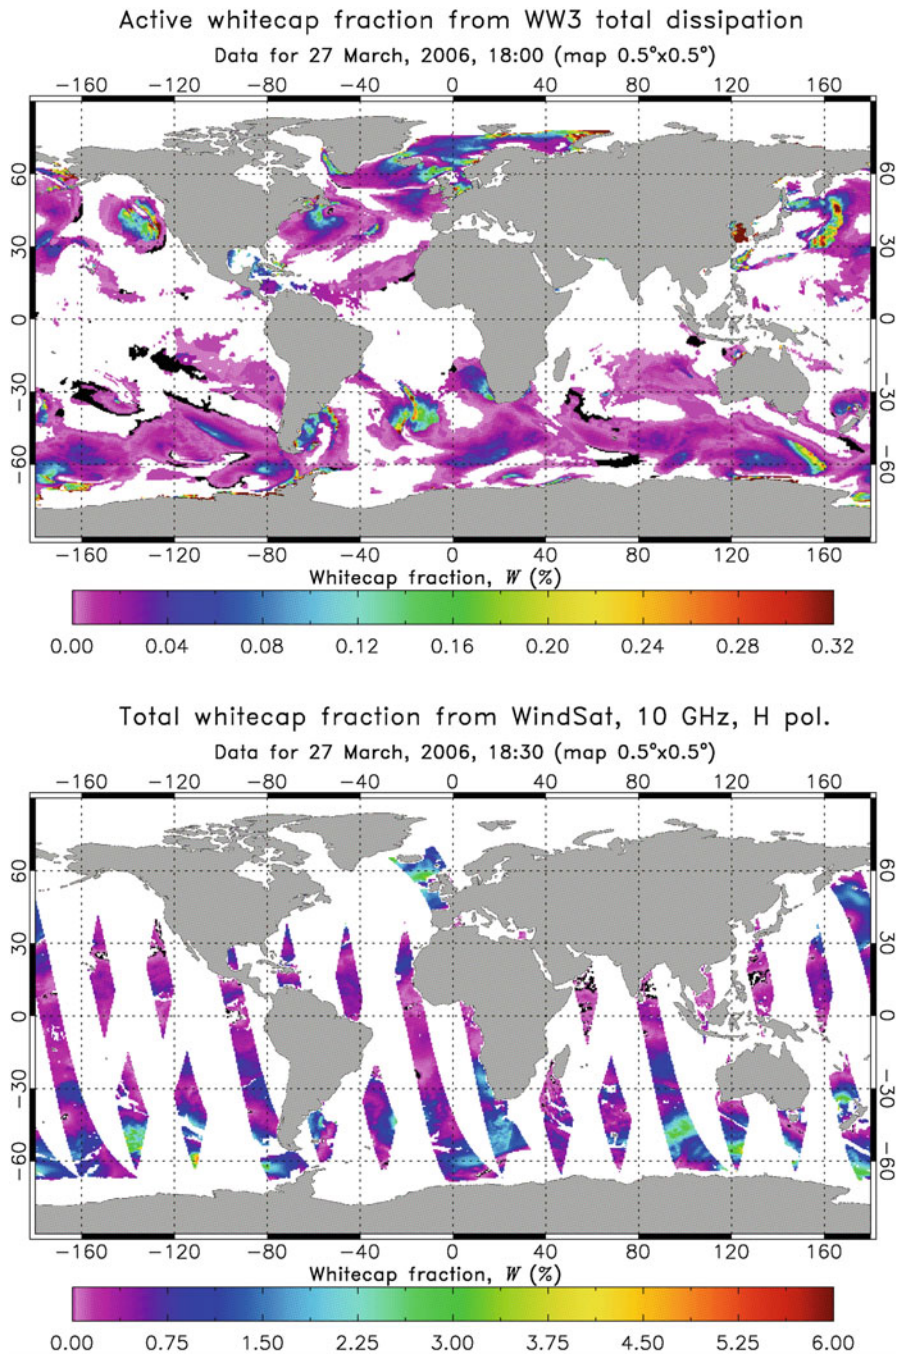 Active whitecap fraction from WW3 total dissipation
Data for 27 March, 2006, 18:00 (map 0.5°x0.5°)
−160 −120 −80 −40 0 40 80 120 160
60 60
30 30
0 0
−30 −30
−60 −60
−160 −120 −80 −40 0 40 80 120 160
Whitecap fraction, W (%)
0.00 0.04 0.08 0.12 0.16 0.20 0.24 0.28 0.32
Total whitecap fraction from WindSat, 10 GHz, H pol.
Data for 27 March, 2006, 18:30 (map 0.5°x0.5°)
−160 −120 −80 −40 0 40 80 120 160
60 60
30 30
0 0
−30 −30
−60 −60
−160 −120 −80 −40 0 40 80 120 160
Whitecap fraction, W (%)
0.00 0.75 1.50 2.25 3.00 3.75 4.50 5.25 6.00